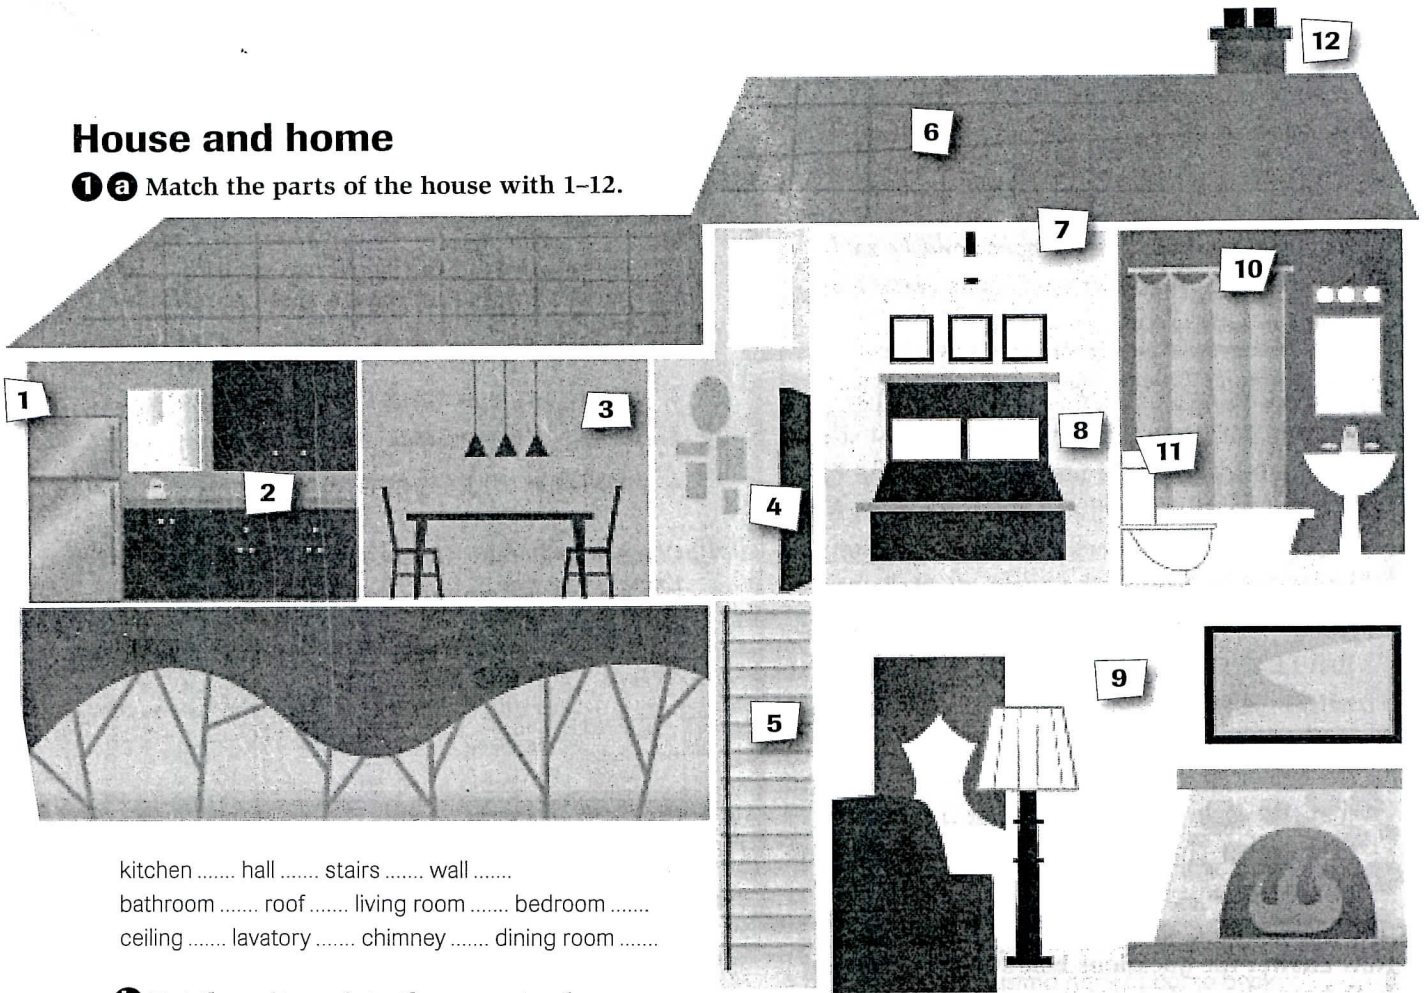 House and home
1 a Match the parts of the house with 1–12.
12
6
7
10
1
3
8
11
2
4
9
5
kitchen ....... hall ....... stairs ....... wall .......
bathroom ....... roof ....... living room ....... bedroom .......
ceiling ....... lavatory ....... chimney ....... dining room .......